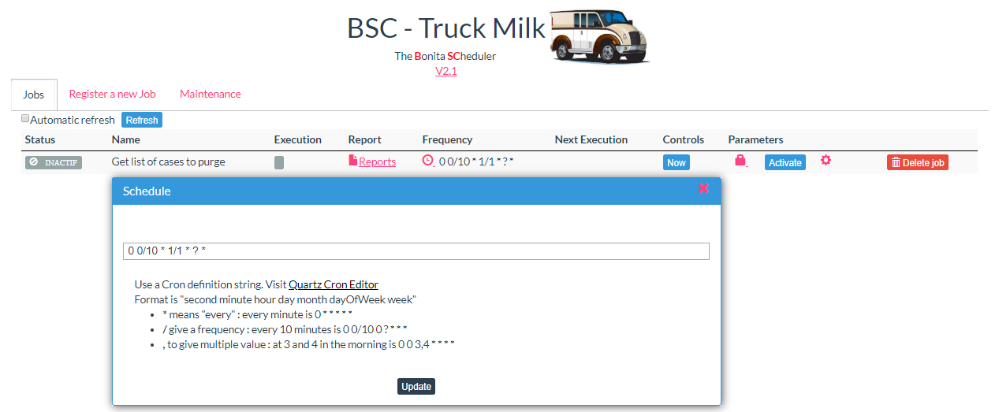 BSC - Truck Milk
The Bonita SCheduler
V2.1
Jobs Register a new Job Maintenance
Automatic refresh Refresh
Status Name Execution Report Frequency Next Execution Controls Parameters
INACTIF Get list of cases to purge Reports 0 0/10 * 1/1 * ? * Now Activate Delete job
Schedule
0 0/10 * 1/1 * ? *
Use a Cron definition string. Visit Quartz Cron Editor
Format is "second minute hour day month dayOfWeek week"
* means "every" : every minute is 0 * * * * *
/ give a frequency : every 10 minutes is 0 0/10 0 ? * * *
, to give multiple value : at 3 and 4 in the morning is 0 0 3,4 * * * *
Update